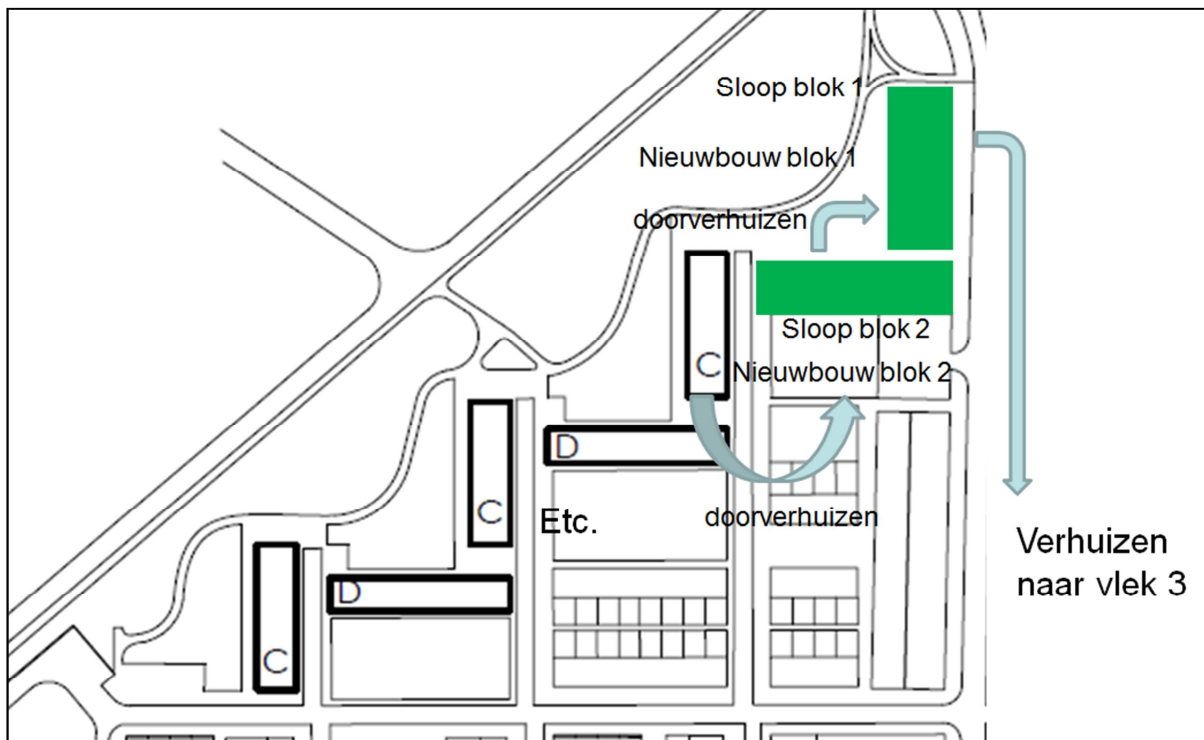 Sloop blok 1
Nieuwbouw blok 1
doorverhuizen
Sloop blok 2
C
Nieuwbouw blok 2
D
C
Etc.
doorverhuizen
Verhuizen
naar vlek 3
D
C